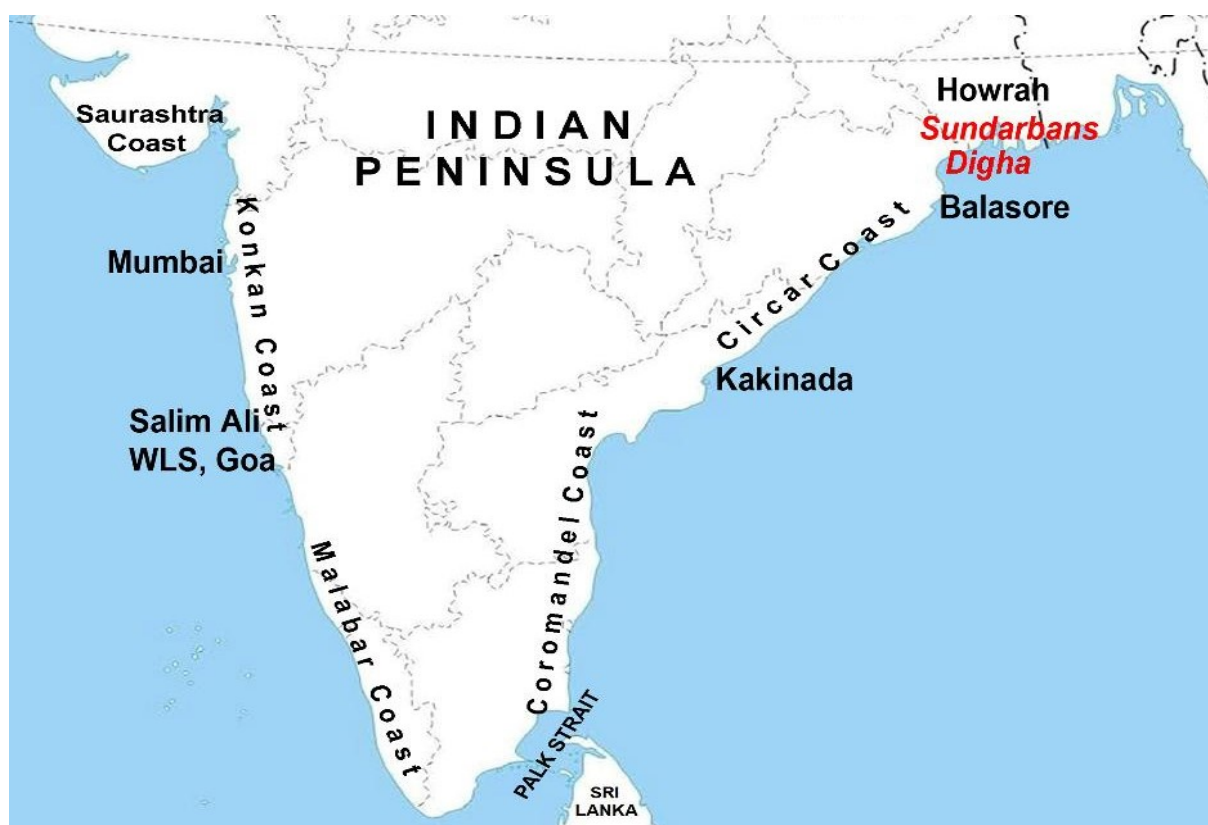 Howrah
Saurashtra
Coast
INDIAN
PENINSULA
Sundarbans
Digha
Balasore
Konkan Coast
Mumbai
Circar Coast
Kakinada
Salim Ali
WLS, Goa
Coromandel Coast
Malabar Coast
PALK STRAIT
SRI
LANKA